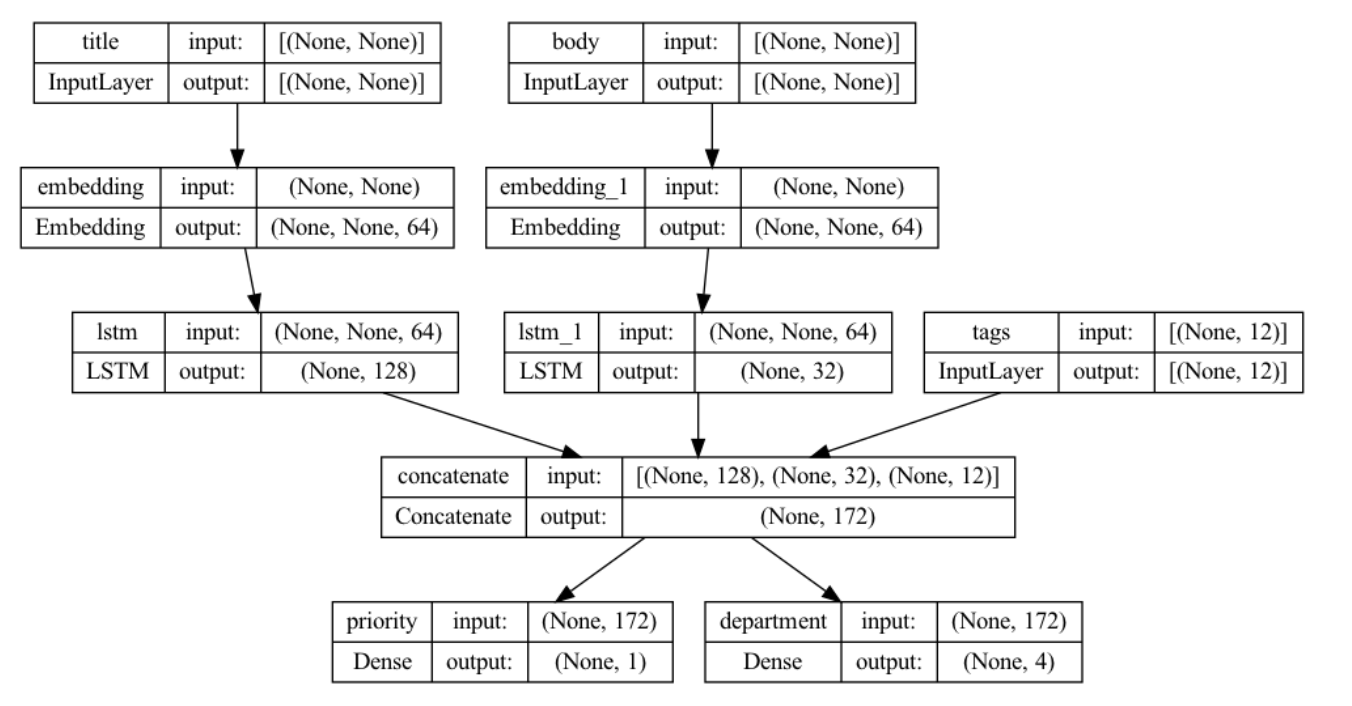 title input: [(None, None)]
InputLayer output: [(None, None)]
body input: [(None, None)]
InputLayer output: [(None, None)]
embedding input: (None, None)
Embedding output: (None, None, 64)
embedding_1 input: (None, None)
Embedding output: (None, None, 64)
lstm input: (None, None, 64)
LSTM output: (None, 128)
lstm_1 input: (None, None, 64)
LSTM output: (None, 32)
tags input: [(None, 12)]
InputLayer output: [(None, 12)]
concatenate input: [(None, 128), (None, 32), (None, 12)]
Concatenate output: (None, 172)
priority input: (None, 172)
Dense output: (None, 1)
department input: (None, 172)
Dense output: (None, 4)